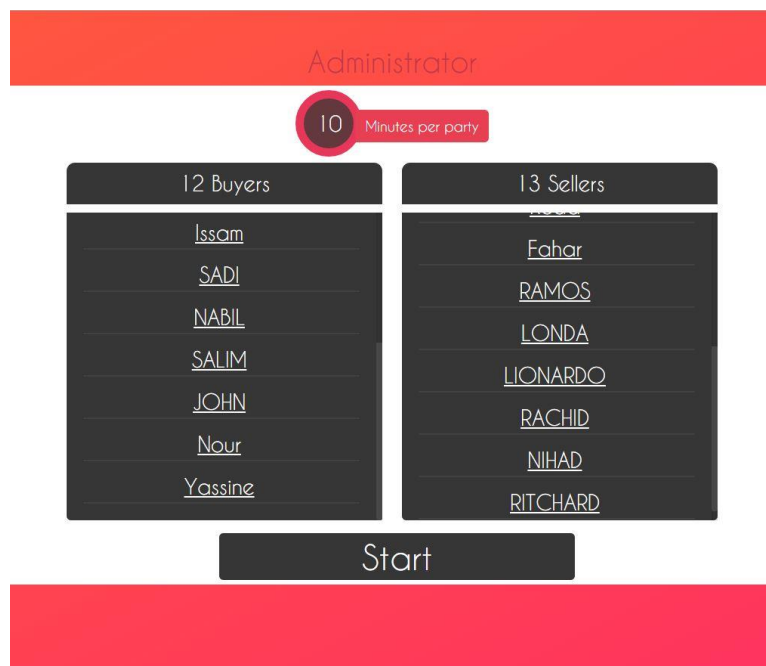 Administrator
10 Minutes per party
12 Buyers
Issam
SADI
NABIL
SALIM
JOHN
Nour
Yassine
13 Sellers
Fahar
RAMOS
LONDA
LIONARDO
RACHID
NIHAD
RITCHARD
Start